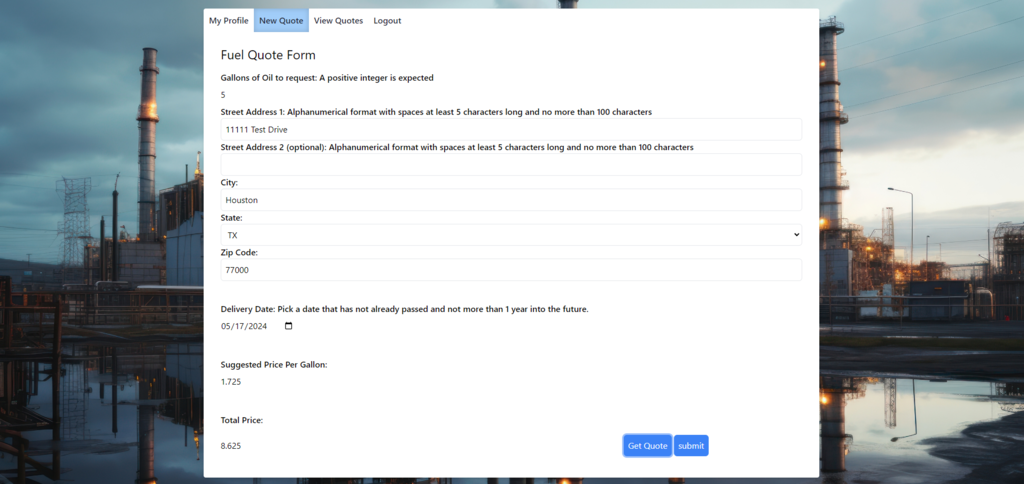 My Profile New Quote View Quotes Logout
Fuel Quote Form
Gallons of Oil to request: A positive integer is expected
5
Street Address 1: Alphanumerical format with spaces at least 5 characters long and no more than 100 characters
11111 Test Drive
Street Address 2 (optional): Alphanumerical format with spaces at least 5 characters long and no more than 100 characters
City:
Houston
State:
TX
Zip Code:
77000
Delivery Date: Pick a date that has not already passed and not more than 1 year into the future.
05/17/2024
Suggested Price Per Gallon:
1.725
Total Price:
8.625 Get Quote submit